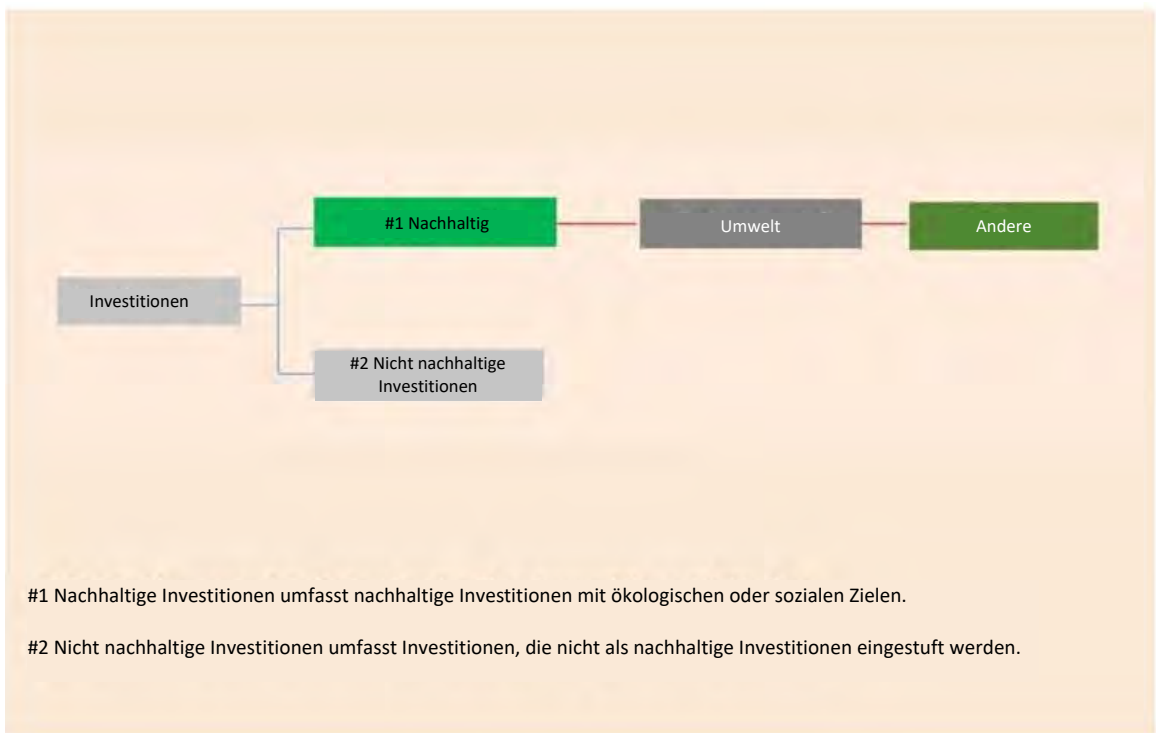 #1 Nachhaltig
Umwelt
Andere
Investitionen
#2 Nicht nachhaltige
Investitionen
#1 Nachhaltige Investitionen umfasst nachhaltige Investitionen mit ökologischen oder sozialen Zielen.
#2 Nicht nachhaltige Investitionen umfasst Investitionen, die nicht als nachhaltige Investitionen eingestuft werden.